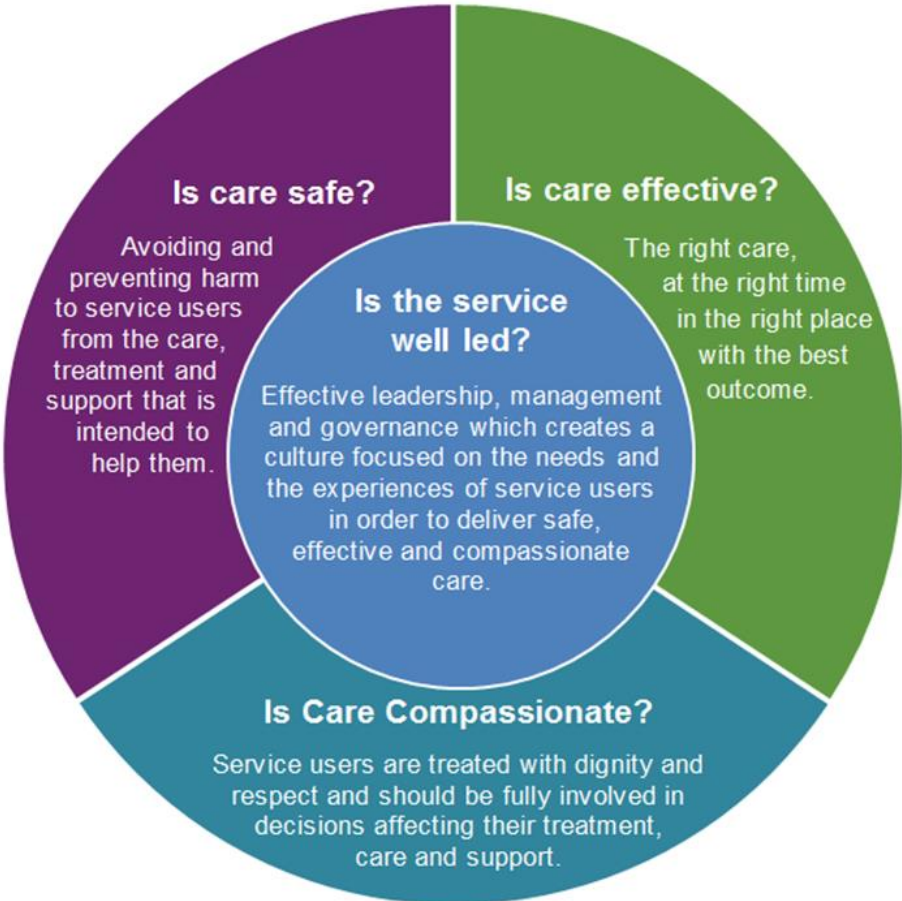 Is care safe?
Avoiding and
preventing harm
to service users
from the care,
treatment and
support that is
intended to
help them.
Is care effective?
The right care,
at the right time
in the right place
with the best
outcome.
Is the service
well led?
Effective leadership, management
and governance which creates a
culture focused on the needs and
the experiences of service users
in order to deliver safe,
effective and compassionate
care.
Is Care Compassionate?
Service users are treated with dignity and
respect and should be fully involved in
decisions affecting their treatment,
care and support.